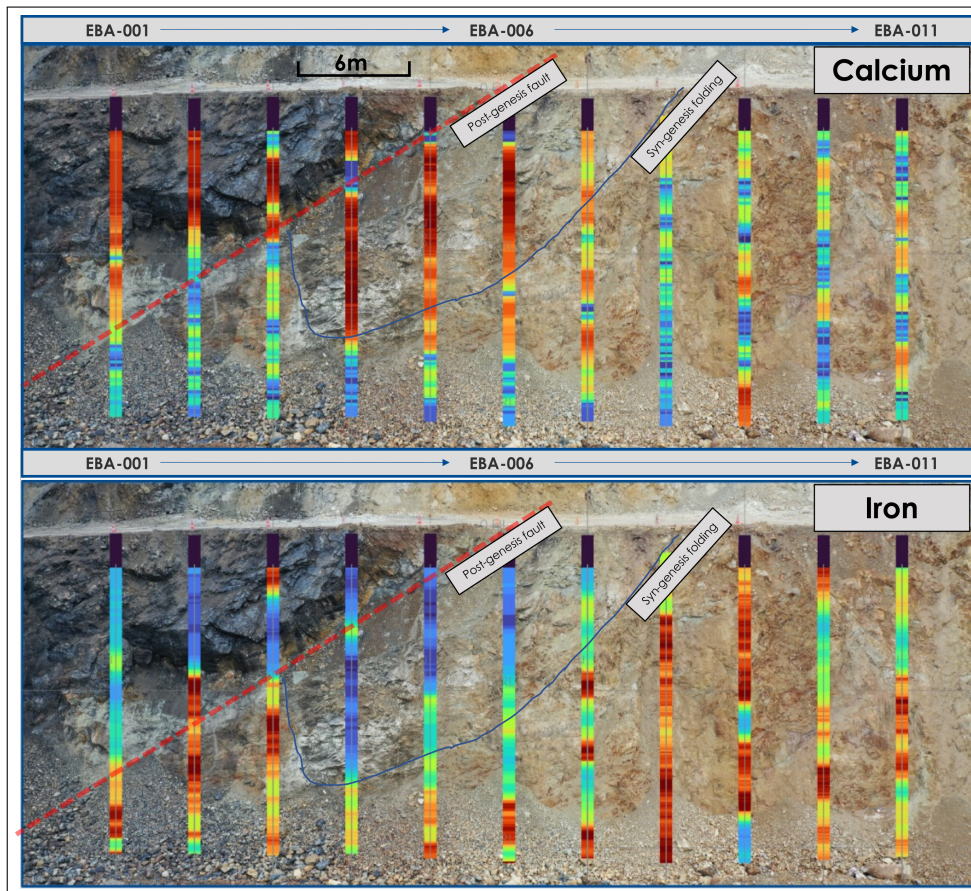 EBA-001 EBA-006 EBA-011
6m
Calcium
Post-genesis fault
Syn-genesis folding
EBA-001 EBA-006 EBA-011
Iron
Post-genesis fault
Syn-genesis folding